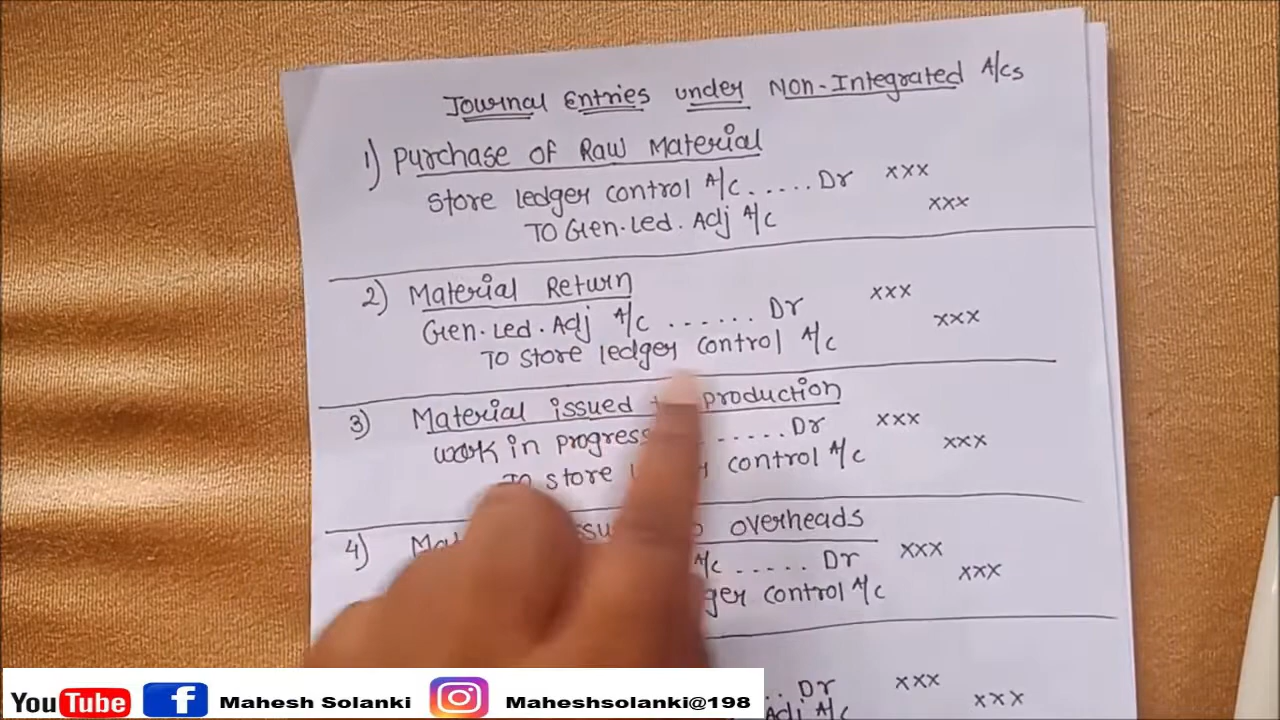 Journal Entries under Non-Integrated A/cs
1) Purchase of Raw Material
Store ledger control A/c ..... Dr xxx
To Gen. Led. Adj A/c xxx
2) Material Return
Gen. Led. Adj A/c ...... Dr xxx
To store ledger control A/c xxx
3) Material issued production
work in progress ...... Dr xxx
To store control A/c xxx
4) overheads
A/c ..... Dr xxx
control A/c xxx
.. Dr xxx
Adj A/c xxx
YouTube f Mahesh Solanki Maheshsolanki@198